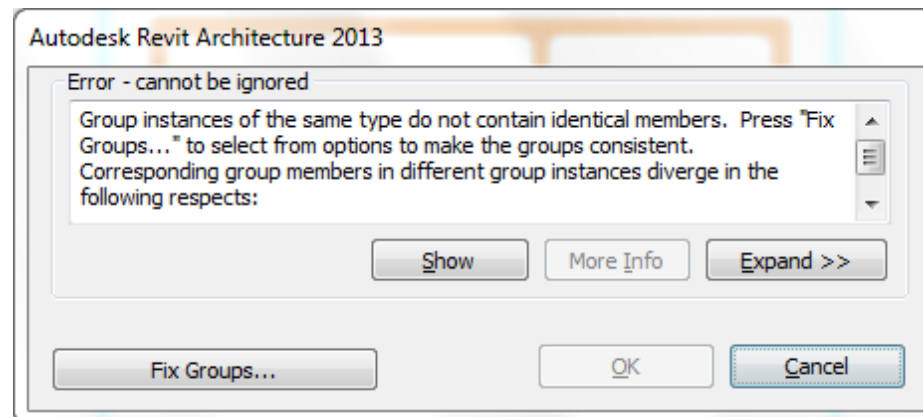 Autodesk Revit Architecture 2013
Error - cannot be ignored
Group instances of the same type do not contain identical members.  Press "Fix
Groups..." to select from options to make the groups consistent.
Corresponding group members in different group instances diverge in the
following respects:
Show More Info Expand >>
Fix Groups... OK Cancel